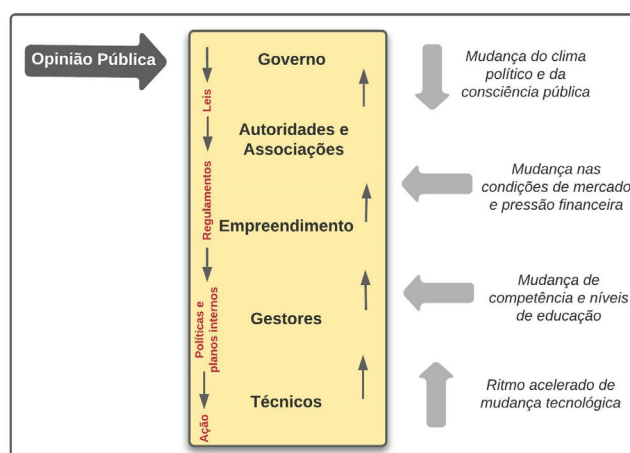 Opinião Pública
Governo
Leis
Autoridades e
Associações
Regulamentos
Empreendimento
Políticas e
planos internos
Gestores
Técnicos
Ação
Mudança do clima
político e da
consciência pública
Mudança nas
condições de mercado
e pressão financeira
Mudança de
competência e níveis
de educação
Ritmo acelerado de
mudança tecnológica